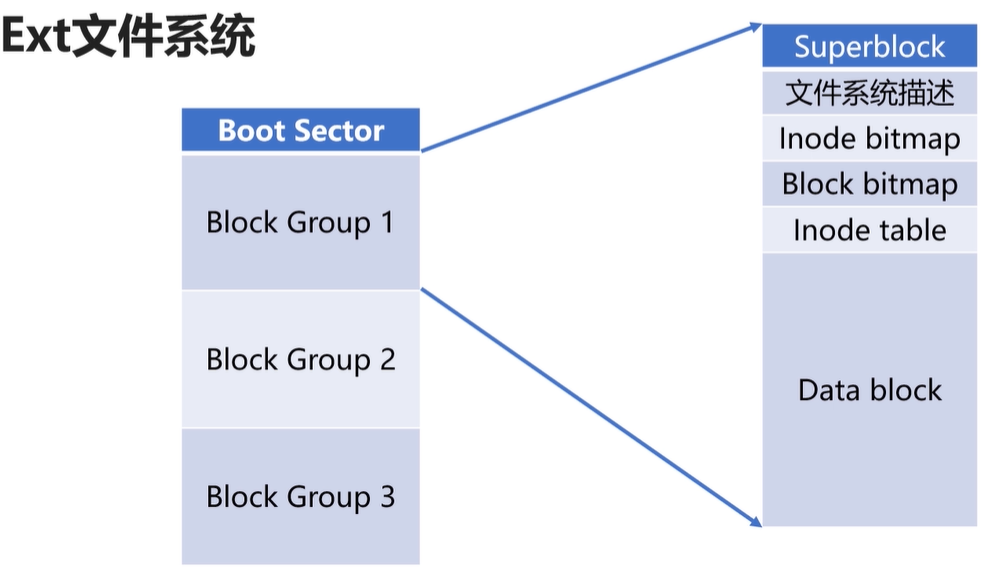 Ext文件系统
Boot Sector
Block Group 1
Block Group 2
Block Group 3
Superblock
文件系统描述
Inode bitmap
Block bitmap
Inode table
Data block